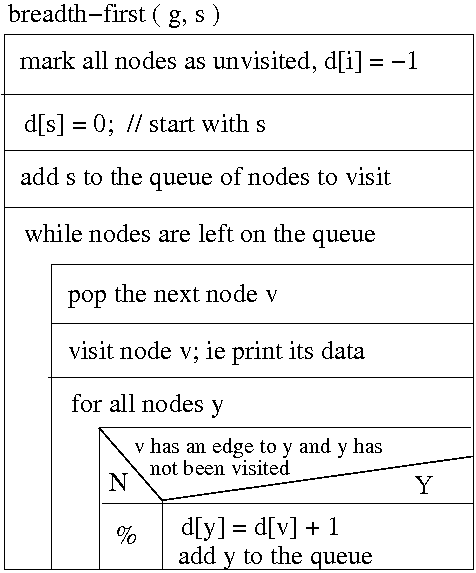 breadth−first ( g, s )
mark all nodes as unvisited, d[i] = −1
d[s] = 0;  // start with s
add s to the queue of nodes to visit
while nodes are left on the queue
pop the next node v
visit node v; ie print its data
for all nodes y
v has an edge to y and y has
not been visited
N
Y
%
d[y] = d[v] + 1
add y to the queue